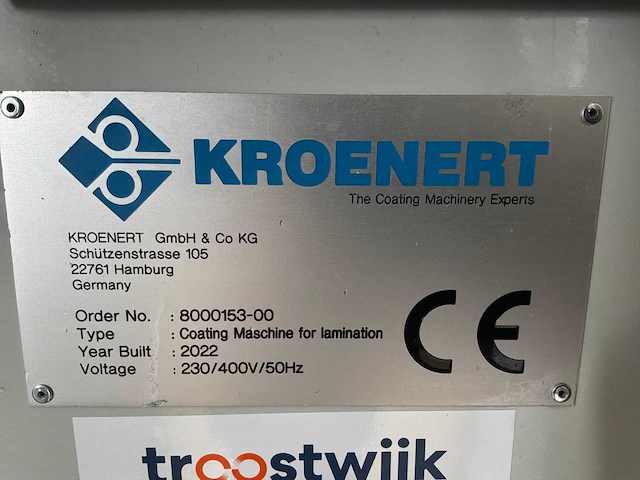 KROENERT
The Coating Machinery Experts
KROENERT GmbH & Co KG
Schützenstrasse 105
22761 Hamburg
Germany
Order No. : 8000153-00
Type : Coating Maschine for lamination
Year Built : 2022
Voltage : 230/400V/50Hz
CE
troostwijk